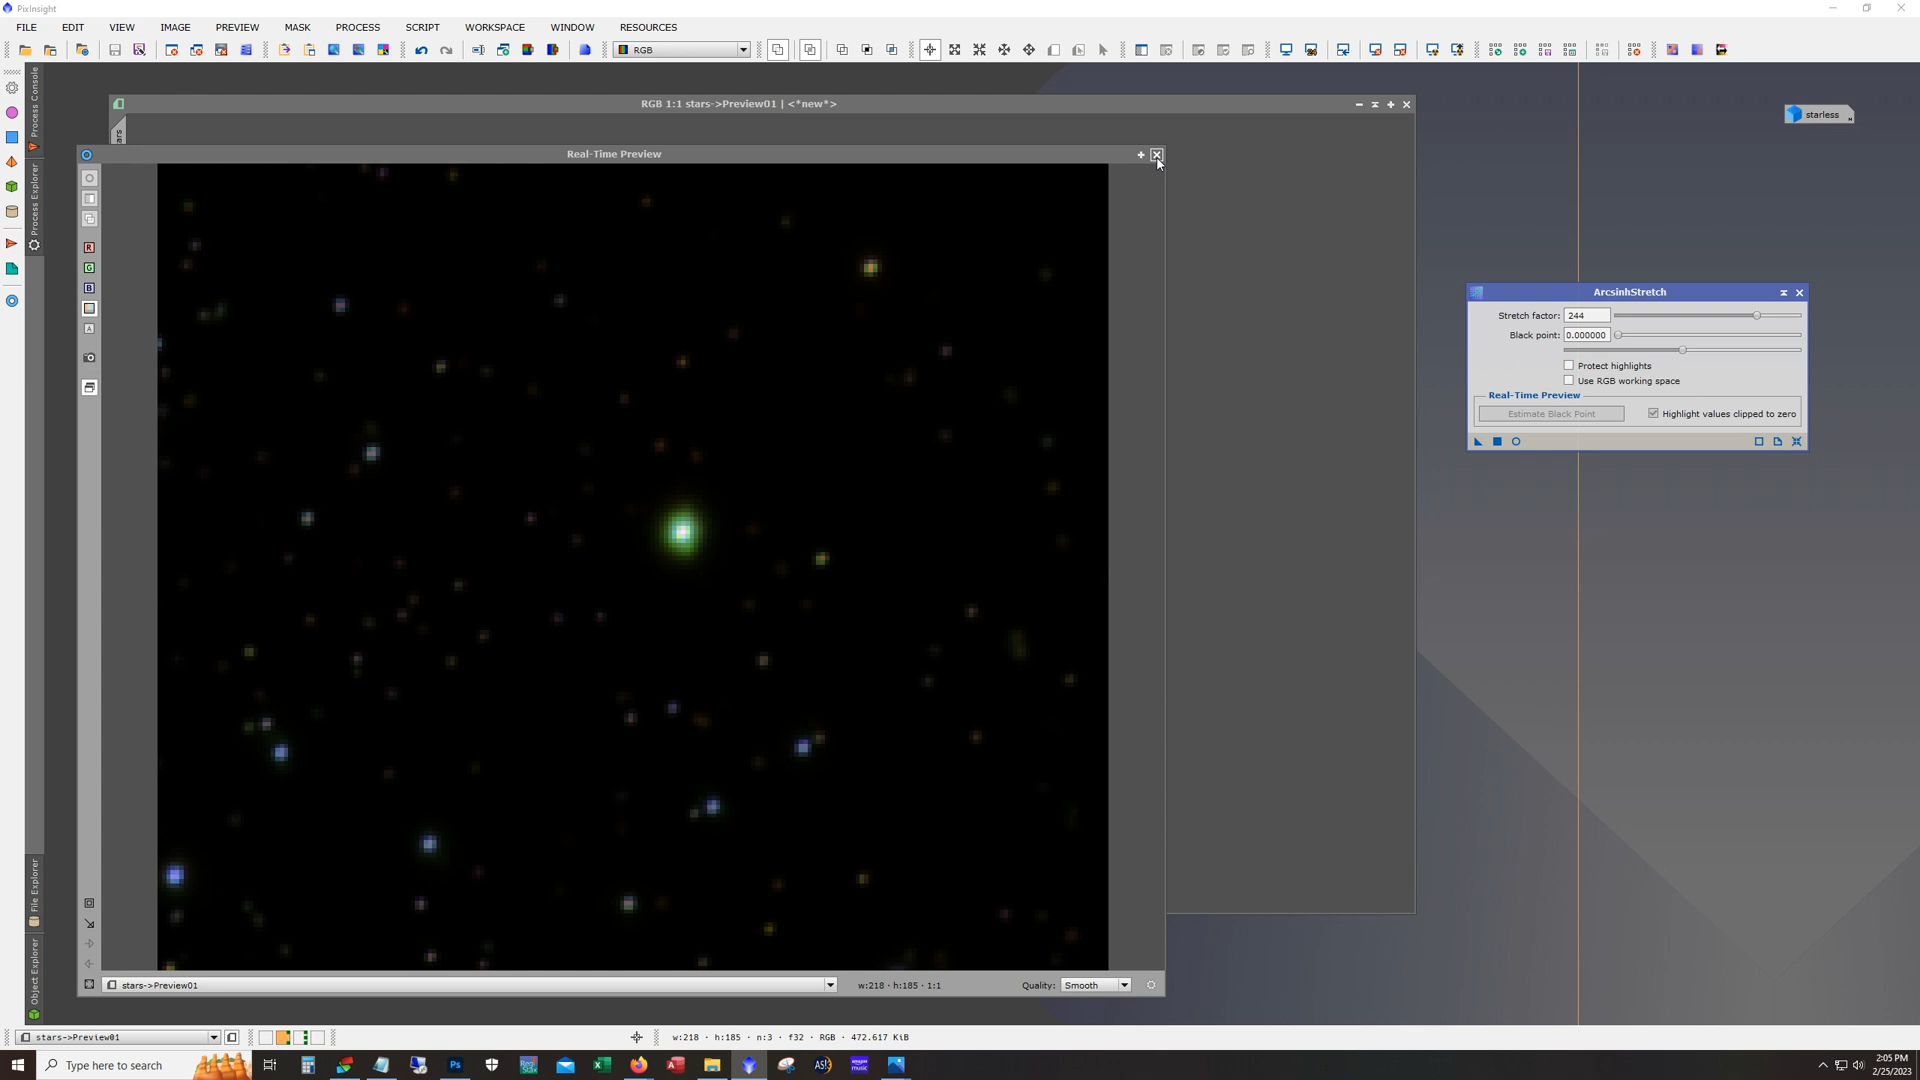 PixInsight
FILE EDIT VIEW IMAGE PREVIEW MASK PROCESS SCRIPT WORKSPACE WINDOW RESOURCES
RGB
Process Console
Process Explorer
File Explorer
Object Explorer
RGB 1:1 stars->Preview01 | <*new*>
Real-Time Preview
R
G
B
A
stars->Preview01
w:218 · h:185 · 1:1
Quality: Smooth
starless
ArcsinhStretch
Stretch factor: 244
Black point: 0.000000
Protect highlights
Use RGB working space
Real-Time Preview
Estimate Black Point
Highlight values clipped to zero
stars->Preview01
w:218 · h:185 · n:3 · f32 · RGB · 472.617 KiB
Type here to search
Ps
AS!
amazon music
2:05 PM
2/25/2023